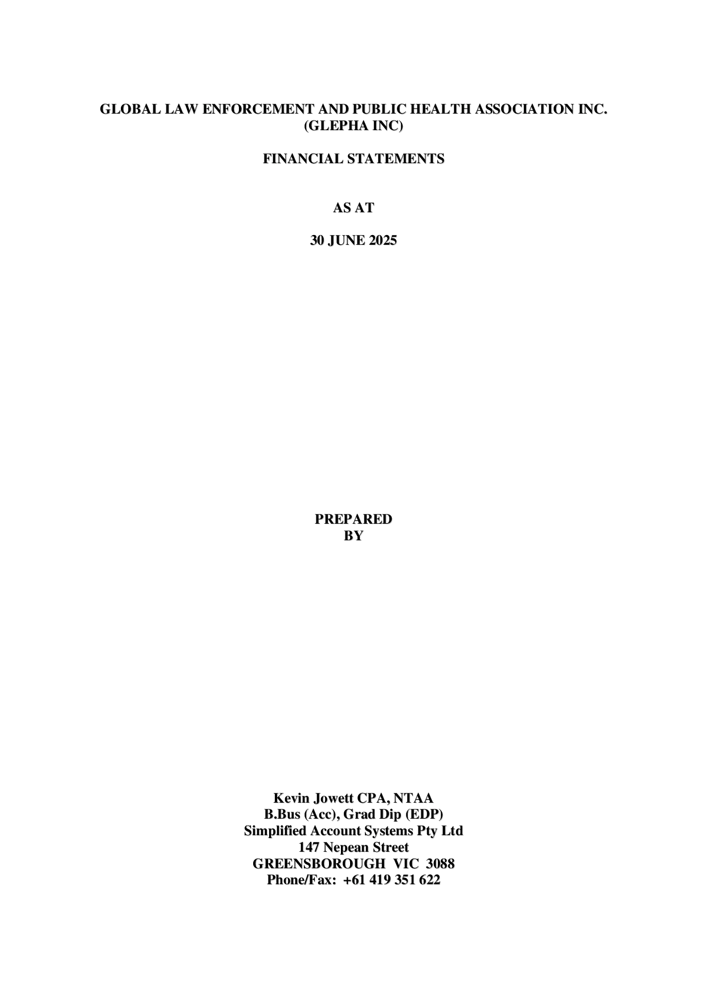 GLOBAL LAW ENFORCEMENT AND PUBLIC HEALTH ASSOCIATION INC.
(GLEPHA INC)
FINANCIAL STATEMENTS
AS AT
30 JUNE 2025
PREPARED
BY
Kevin Jowett CPA, NTAA
B.Bus (Acc), Grad Dip (EDP)
Simplified Account Systems Pty Ltd
147 Nepean Street
GREENSBOROUGH VIC 3088
Phone/Fax: +61 419 351 622